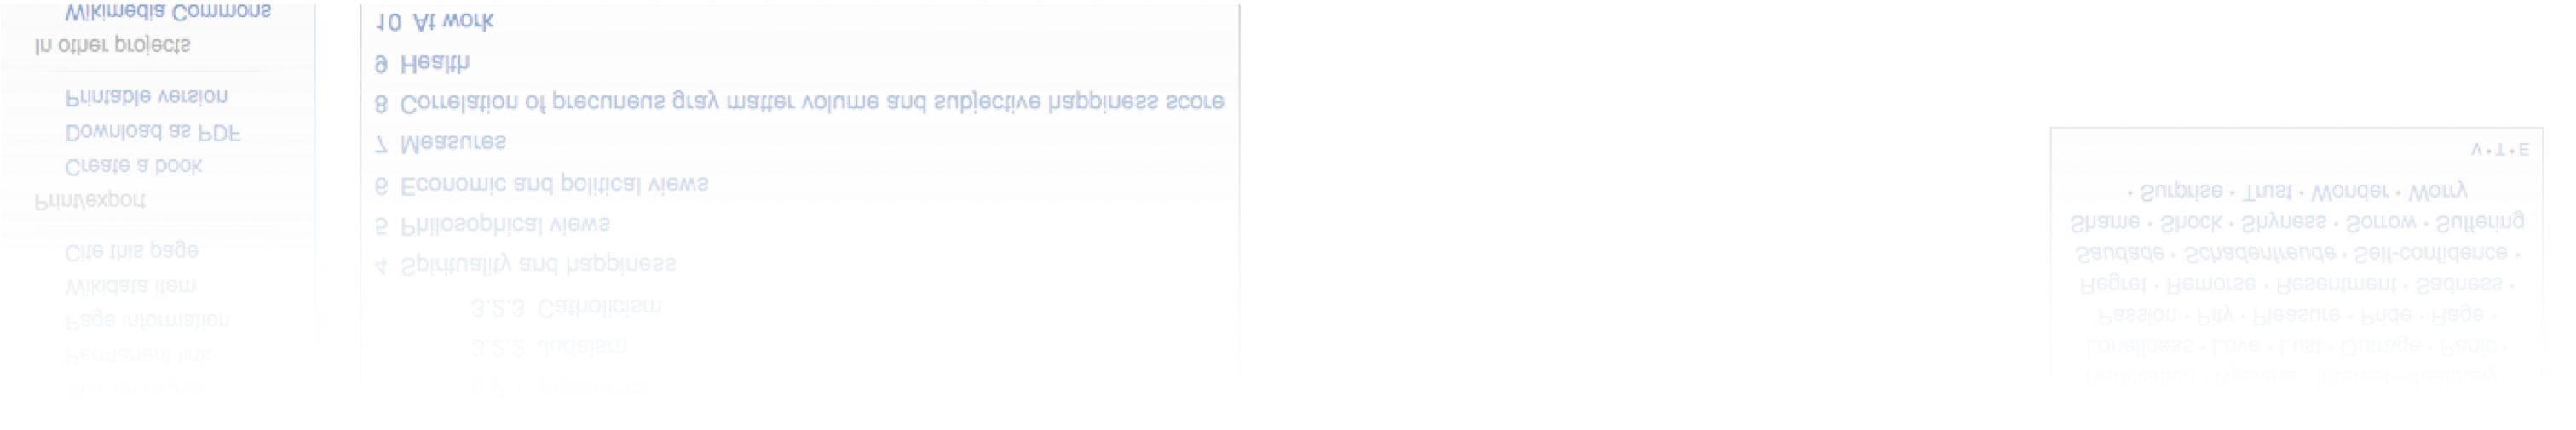 Wikimedia Commons
In other projects
Printable version
Download as PDF
Create a book
Print/export
Cite this page
Wikidata item
Page information
Permanent link
10 At work
9 Health
8 Correlation of precuneus gray matter volume and subjective happiness score
7 Measures
6 Economic and political views
5 Philosophical views
4 Spirituality and happiness
3.2.3 Catholicism
3.2.2 Judaism
V · T · E
· Surprise · Trust · Wonder · Worry
Shame · Shock · Shyness · Sorrow · Suffering
Saudade · Schadenfreude · Self-confidence ·
Regret · Remorse · Resentment · Sadness ·
Passion · Pity · Pleasure · Pride · Rage ·
Loneliness · Love · Lust · Outrage · Panic ·